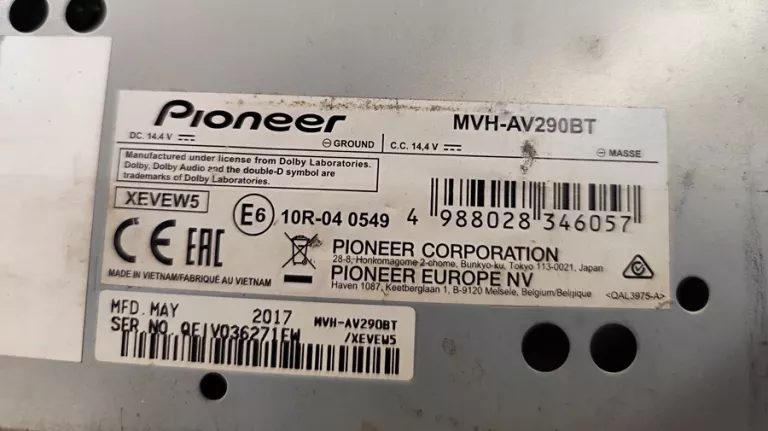 Pioneer
MVH-AV290BT
DC. 14.4 V
⊖ GROUND
C.C. 14,4 V
⊖ MASSE
Manufactured under license from Dolby Laboratories.
Dolby, Dolby Audio and the double-D symbol are
trademarks of Dolby Laboratories.
XEVEW5
E6
10R-04 0549
4 988028 346057
CE EAC
PIONEER CORPORATION
28-8, Honkomagome 2-chome, Bunkyo-ku, Tokyo 113-0021, Japan
PIONEER EUROPE NV
Haven 1087, Keetberglaan 1, B-9120 Melsele, Belgium/Belgique
<QAL3975-A>
MADE IN VIETNAM/FABRIQUÉ AU VIETNAM
MFD. MAY 2017 MVH-AV290BT
SER. NO. /XEVEW5